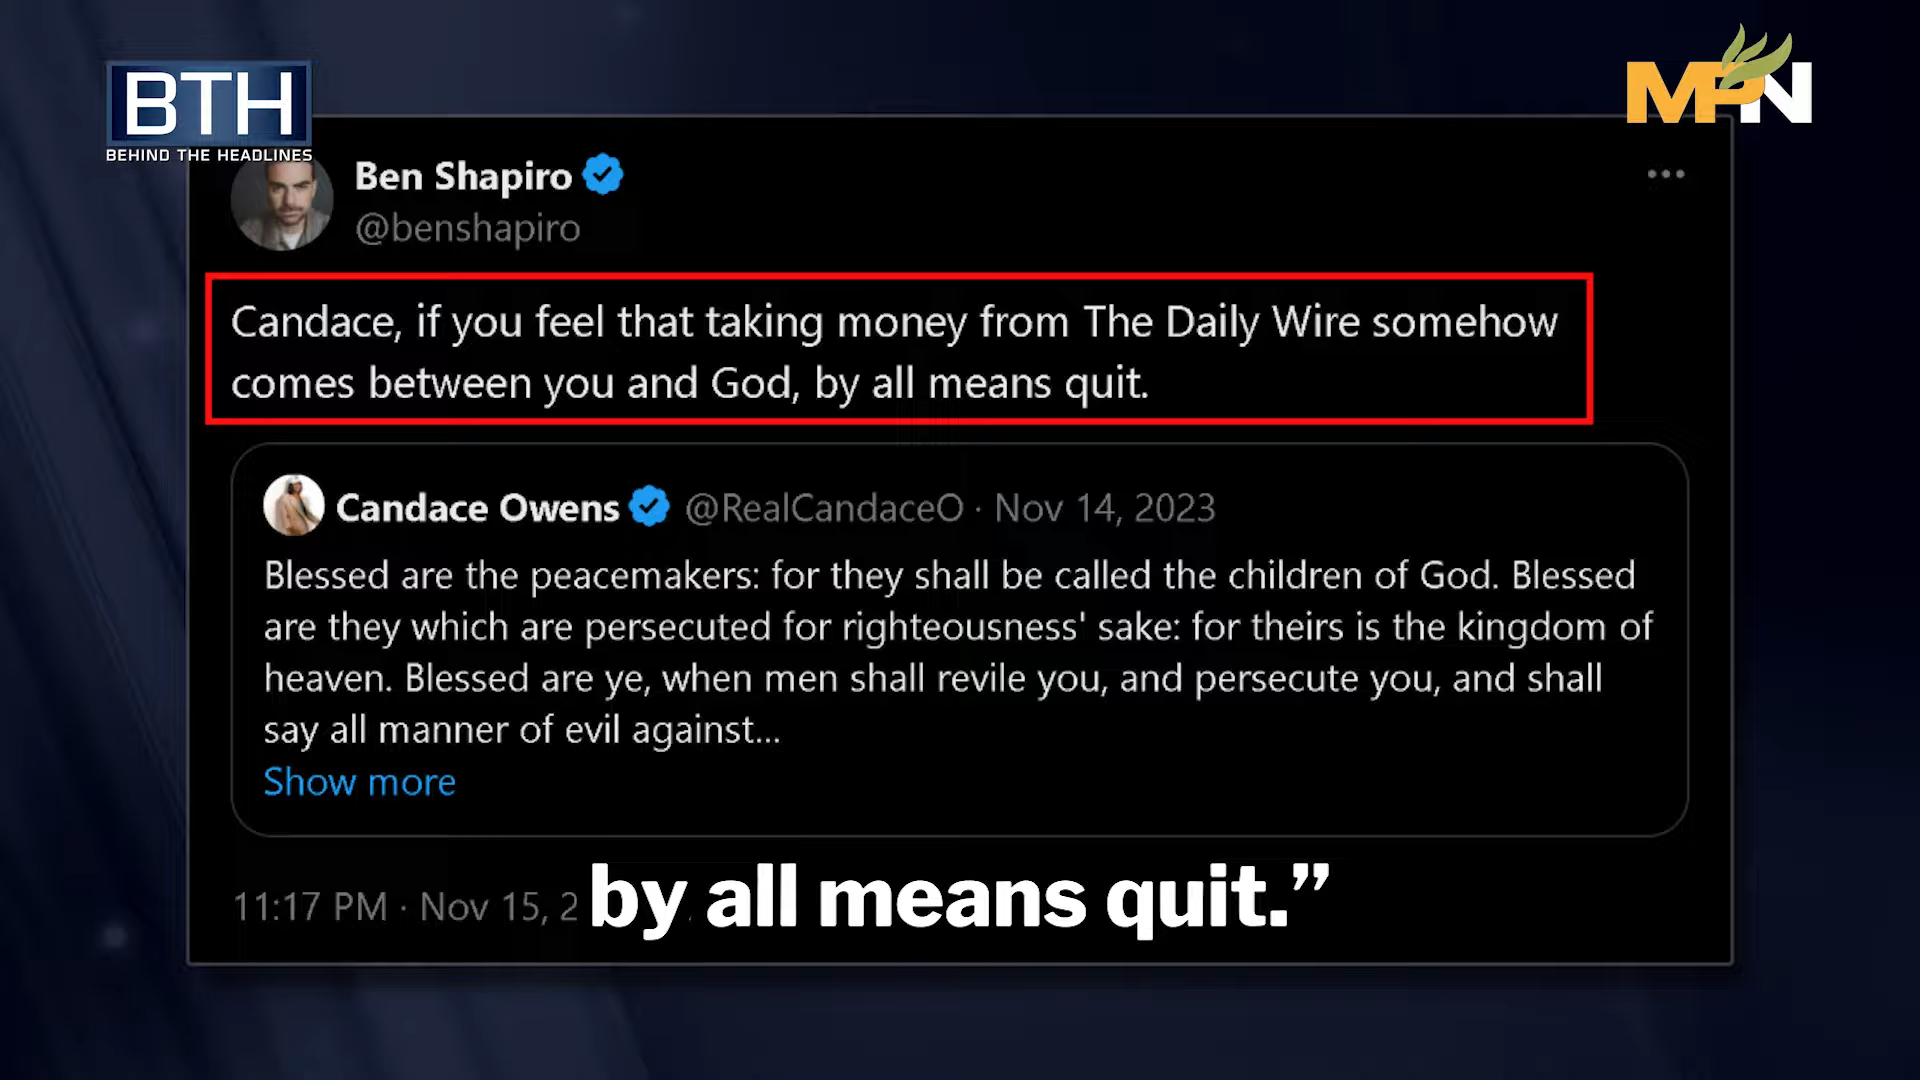 BTH
BEHIND THE HEADLINES
MPN
Ben Shapiro
@benshapiro
Candace, if you feel that taking money from The Daily Wire somehow
comes between you and God, by all means quit.
Candace Owens @RealCandaceO · Nov 14, 2023
Blessed are the peacemakers: for they shall be called the children of God. Blessed
are they which are persecuted for righteousness' sake: for theirs is the kingdom of
heaven. Blessed are ye, when men shall revile you, and persecute you, and shall
say all manner of evil against...
Show more
11:17 PM · Nov 15, 2
by all means quit.”